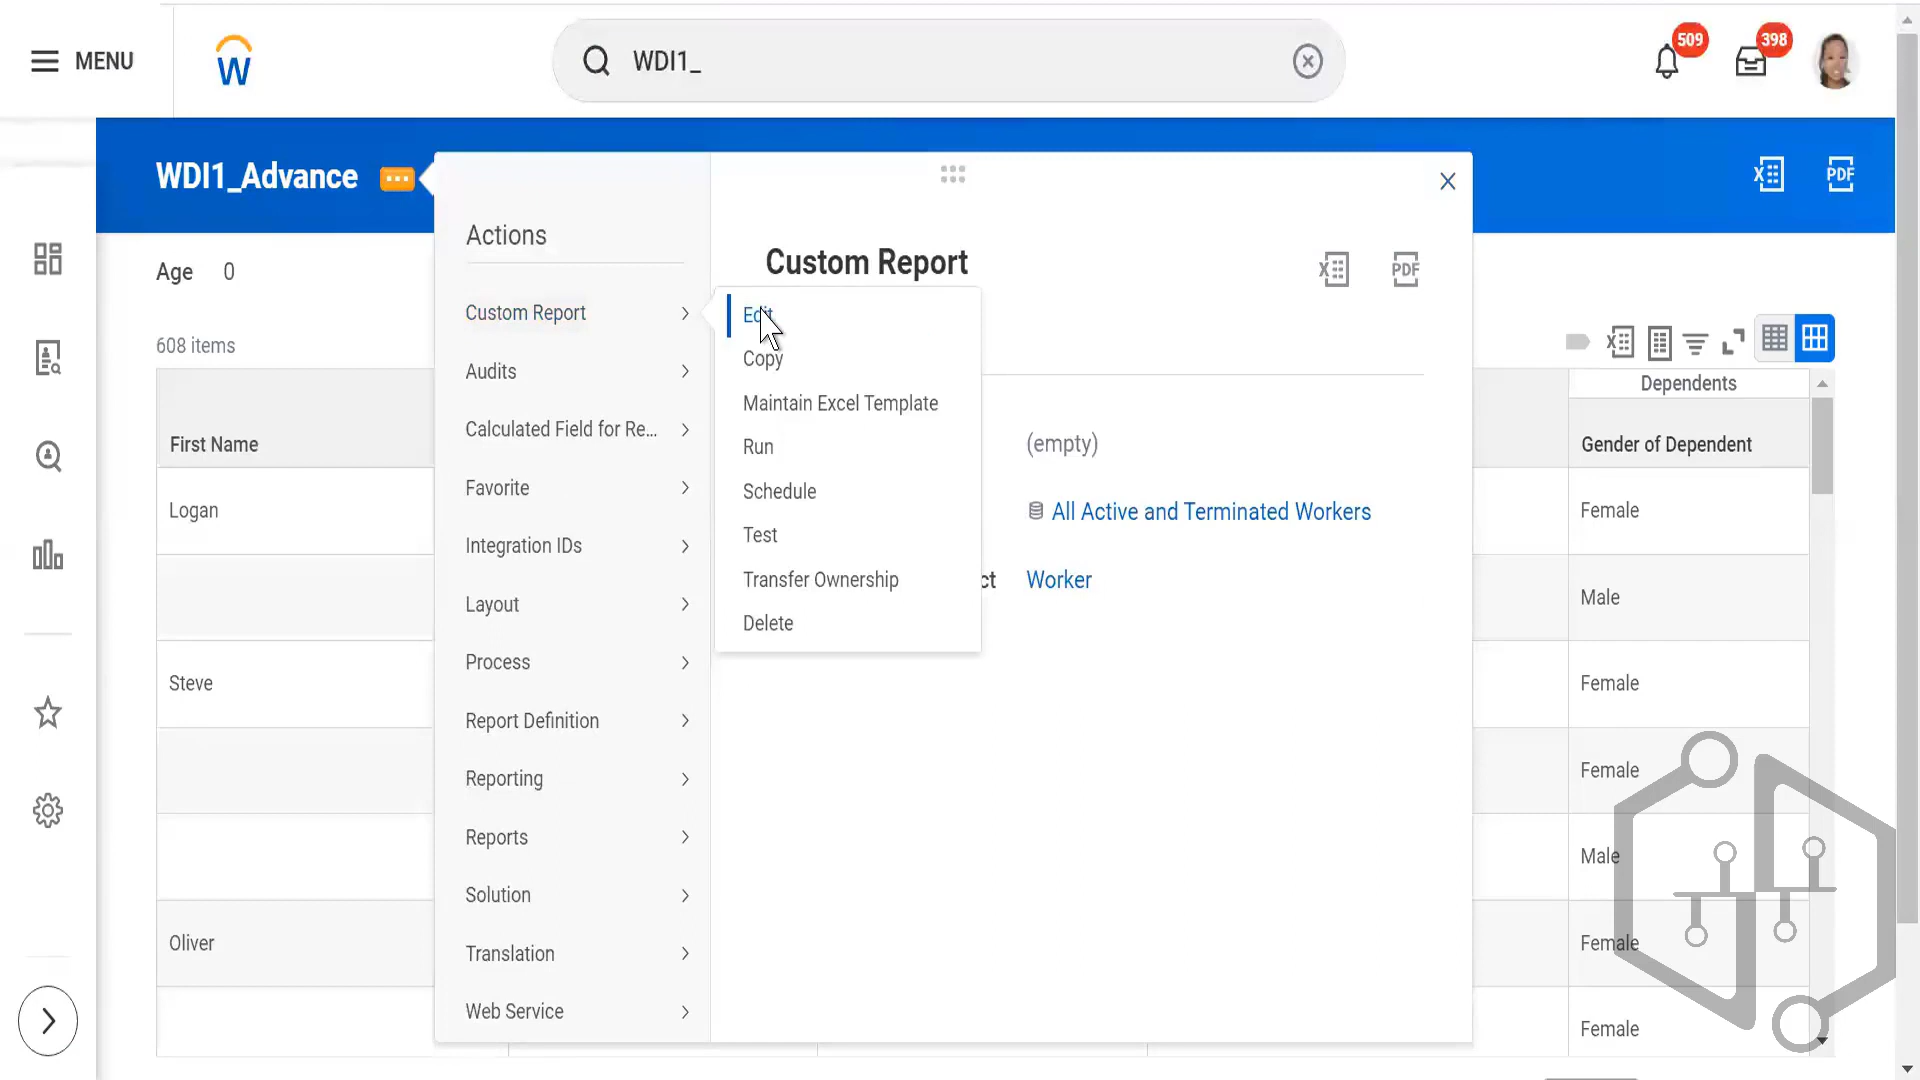 MENU
WDI1_
509
398
WDI1_Advance
X
PDF
Age 0
608 items
First Name
Logan
Steve
Oliver
Actions
Custom Report
Audits
Calculated Field for Re...
Favorite
Integration IDs
Layout
Process
Report Definition
Reporting
Reports
Solution
Translation
Web Service
Custom Report
X
PDF
Edit
Copy
Maintain Excel Template
Run
Schedule
Test
Transfer Ownership
Delete
(empty)
All Active and Terminated Workers
ct Worker
X
Dependents
Gender of Dependent
Female
Male
Female
Female
Male
Female
Female